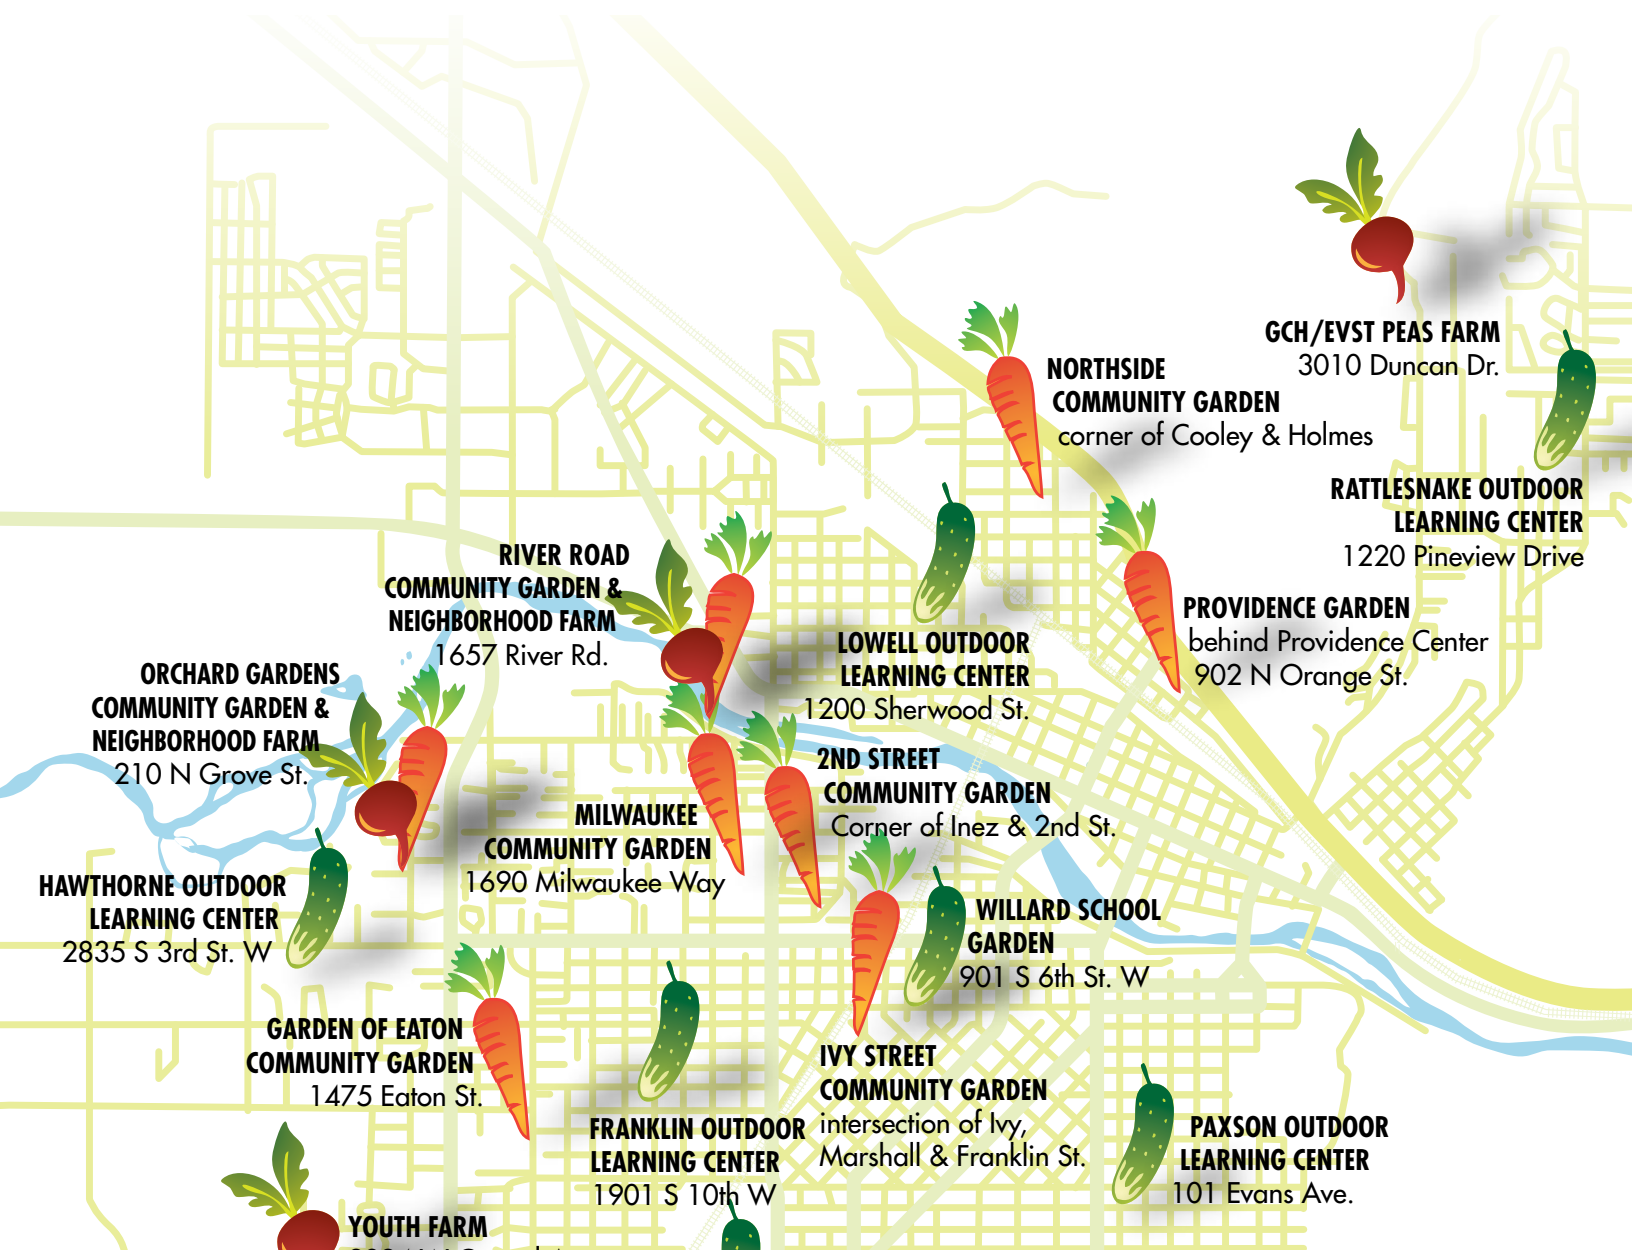 GCH/EVST PEAS FARM
3010 Duncan Dr.
NORTHSIDE
COMMUNITY GARDEN
corner of Cooley & Holmes
RATTLESNAKE OUTDOOR
LEARNING CENTER
1220 Pineview Drive
RIVER ROAD
COMMUNITY GARDEN &
NEIGHBORHOOD FARM
1657 River Rd.
PROVIDENCE GARDEN
behind Providence Center
902 N Orange St.
LOWELL OUTDOOR
LEARNING CENTER
1200 Sherwood St.
ORCHARD GARDENS
COMMUNITY GARDEN &
NEIGHBORHOOD FARM
210 N Grove St.
2ND STREET
COMMUNITY GARDEN
Corner of Inez & 2nd St.
MILWAUKEE
COMMUNITY GARDEN
1690 Milwaukee Way
HAWTHORNE OUTDOOR
LEARNING CENTER
2835 S 3rd St. W
WILLARD SCHOOL
GARDEN
901 S 6th St. W
GARDEN OF EATON
COMMUNITY GARDEN
1475 Eaton St.
IVY STREET
COMMUNITY GARDEN
intersection of Ivy,
Marshall & Franklin St.
FRANKLIN OUTDOOR
LEARNING CENTER
1901 S 10th W
PAXSON OUTDOOR
LEARNING CENTER
101 Evans Ave.
YOUTH FARM